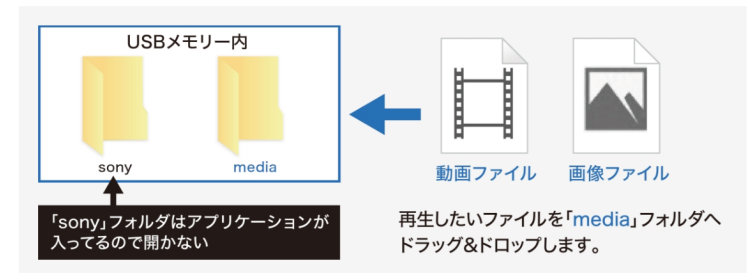 USBメモリー内
sony
media
「sony」フォルダはアプリケーションが
入ってるので開かない
動画ファイル
画像ファイル
再生したいファイルを「media」フォルダへ
ドラッグ&ドロップします。